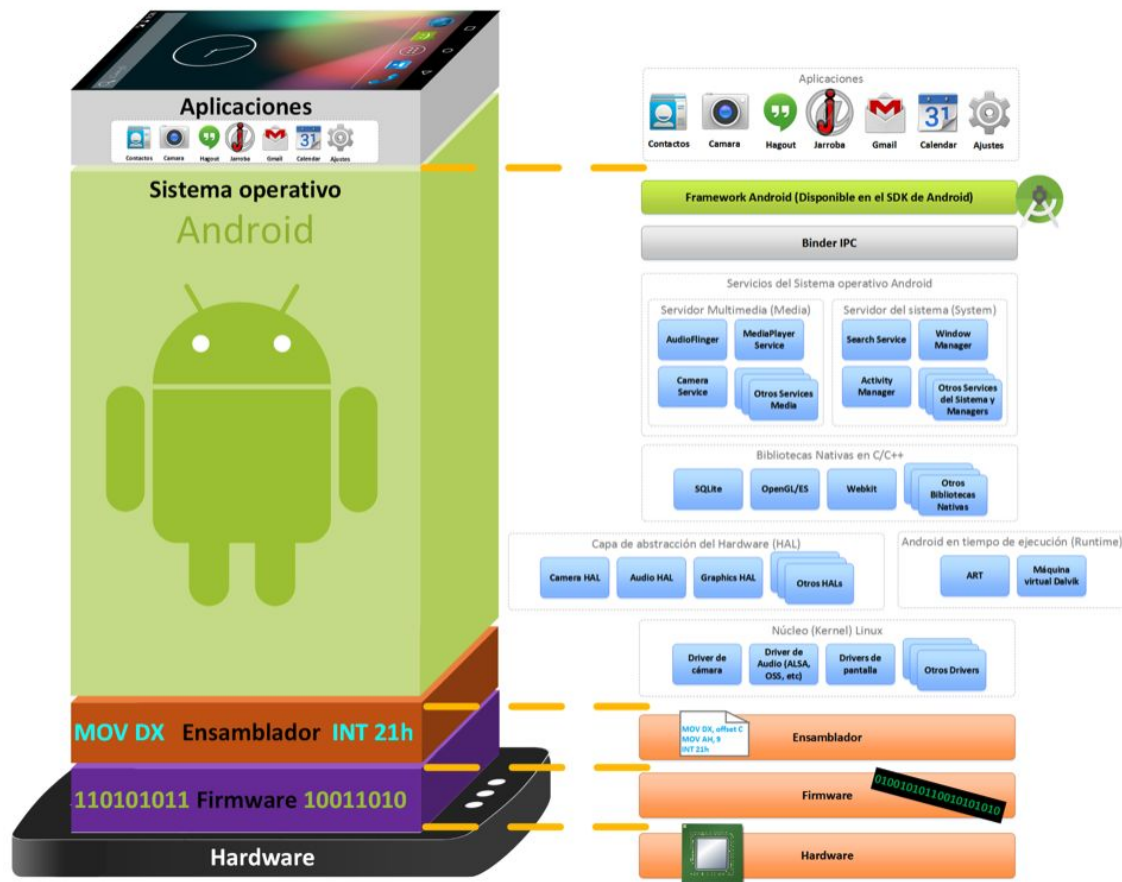 Aplicaciones
Contactos Camara Hagout Jarroba Gmail Calendar Ajustes
Sistema operativo
Android
MOV DX Ensamblador INT 21h
110101011 Firmware 10011010
Hardware
Aplicaciones
31
Contactos Camara Hagout Jarroba Gmail Calendar Ajustes
Framework Android (Disponible en el SDK de Android)
Binder IPC
Servicios del Sistema operativo Android
Servidor Multimedia (Media)
AudioFlinger
MediaPlayer
Service
Camera
Service
Otros Services
Media
Servidor del sistema (System)
Search Service
Window
Manager
Activity
Manager
Otros Services
del Sistema y
Managers
Bibliotecas Nativas en C/C++
SQLite
OpenGL/ES
Webkit
Otros
Bibliotecas
Nativas
Capa de abstracción del Hardware (HAL)
Camera HAL
Audio HAL
Graphics HAL
Otros HALs
Android en tiempo de ejecución (Runtime)
ART
Máquina
virtual Dalvik
Núcleo (Kernel) Linux
Driver de
cámara
Driver de
Audio (ALSA,
OSS, etc)
Drivers de
pantalla
Otros Drivers
MOV DX, offset C
MOV AH, 9
INT 21h
Ensamblador
Firmware
01001010110010101010
Hardware